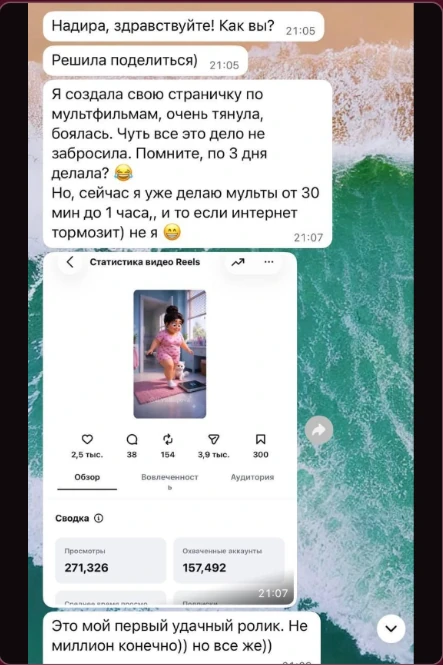 Надира, здравствуйте! Как вы?
21:05
Решила поделиться)
21:05
Я создала свою страничку по
мультфильмам, очень тянула,
боялась. Чуть все это дело не
забросила. Помните, по 3 дня
делала? 😂
Но, сейчас я уже делаю мульты от 30
мин до 1 часа,, и то если интернет
тормозит) не я 😁
21:07
Статистика видео Reels
2,5 тыс. 38 154 3,9 тыс. 300
Обзор Вовлеченност
ь Аудитория
Сводка
Просмотры Охваченные аккаунты
271,326 157,492
21:07
Это мой первый удачный ролик. Не
миллион конечно)) но все же))